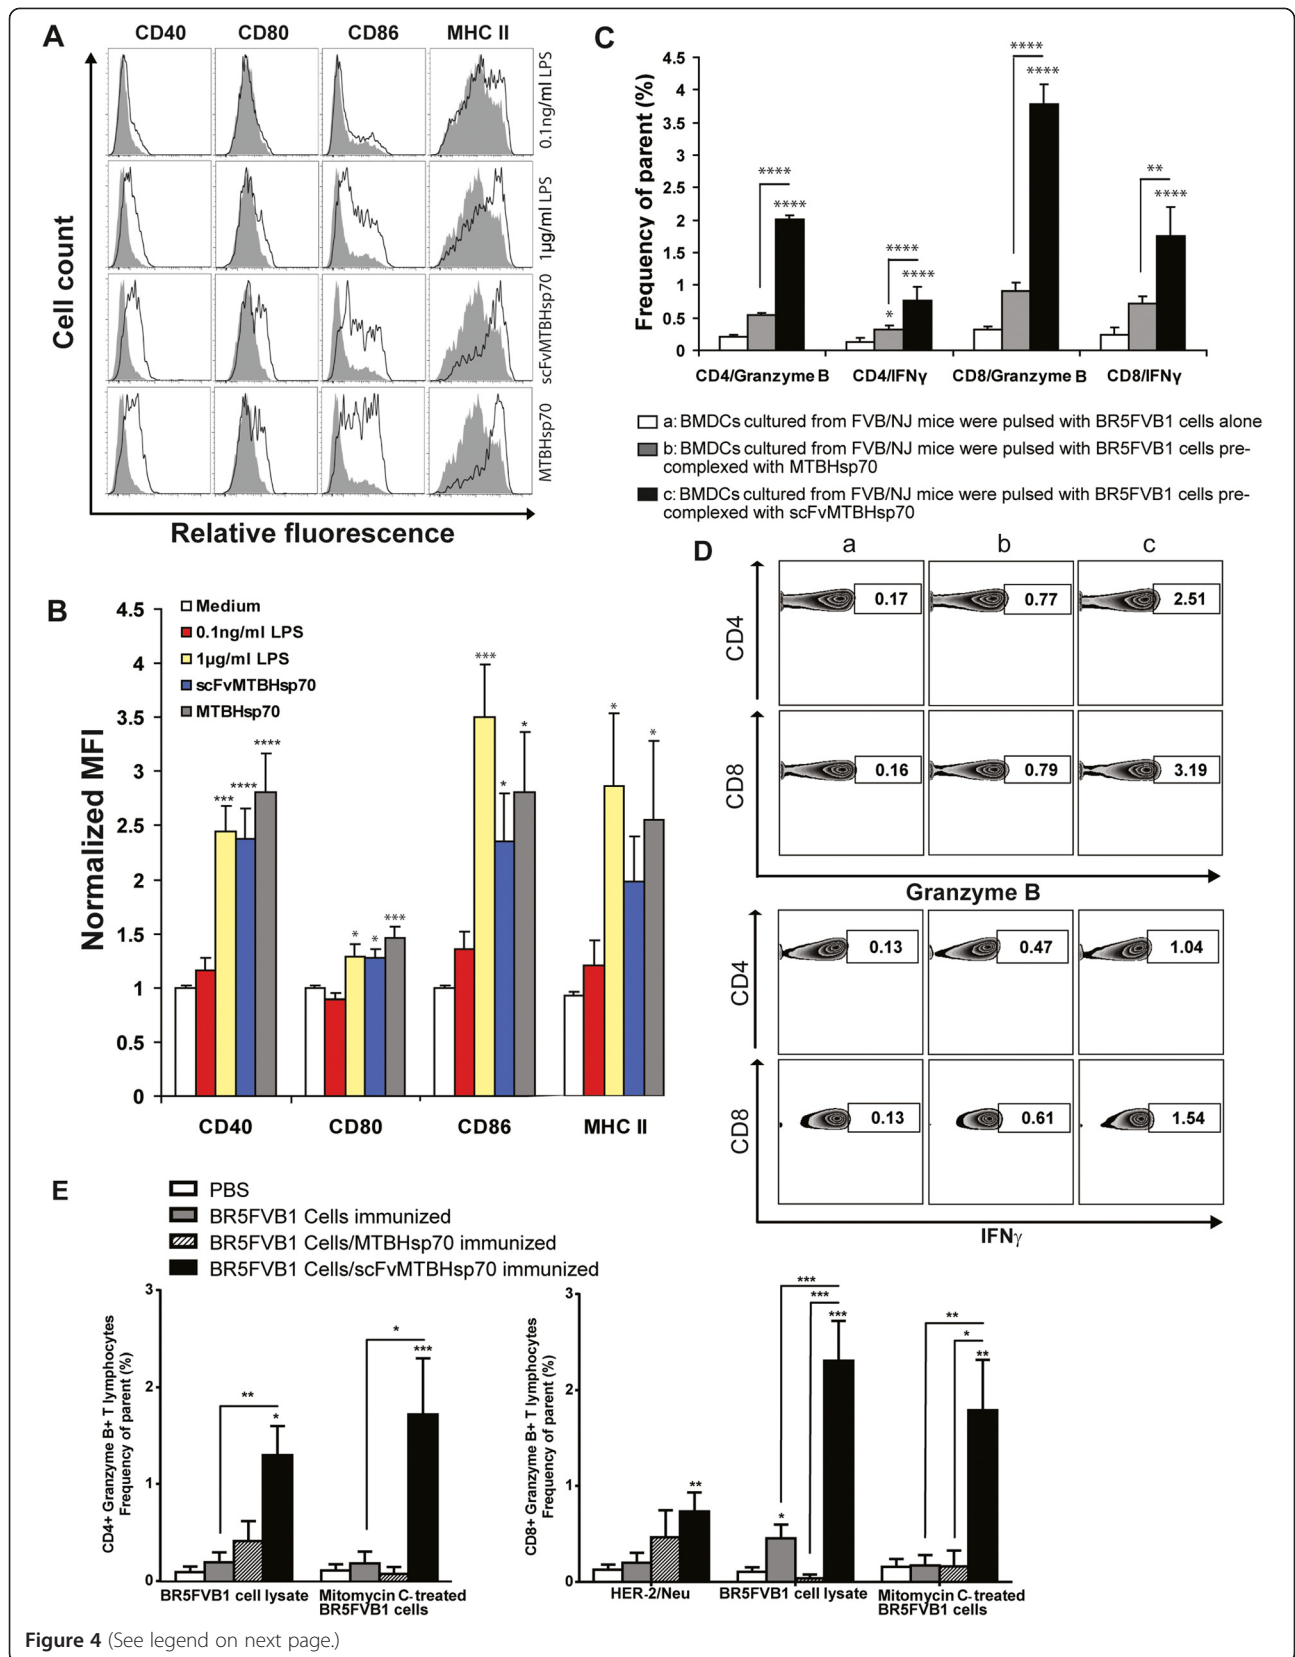 A
CD40 CD80 CD86 MHC II
0.1ng/ml LPS
1µg/ml LPS
scFvMTBHsp70
MTBHsp70
Cell count
Relative fluorescence
B
Medium
0.1ng/ml LPS
1µg/ml LPS
scFvMTBHsp70
MTBHsp70
Normalized MFI
4.5
4
3.5
3
2.5
2
1.5
1
0.5
0
*** **** ****
* * ***
*** * *
* *
CD40 CD80 CD86 MHC II
C
Frequency of parent (%)
4.5
4
3.5
3
2.5
2
1.5
1
0.5
0
**** ****
**** * ****
**** ****
** ****
CD4/Granzyme B CD4/IFNγ CD8/Granzyme B CD8/IFNγ
a: BMDCs cultured from FVB/NJ mice were pulsed with BR5FVB1 cells alone
b: BMDCs cultured from FVB/NJ mice were pulsed with BR5FVB1 cells pre-
complexed with MTBHsp70
c: BMDCs cultured from FVB/NJ mice were pulsed with BR5FVB1 cells pre-
complexed with scFvMTBHsp70
D
a b c
CD4
0.17 0.77 2.51
CD8
0.16 0.79 3.19
Granzyme B
CD4
0.13 0.47 1.04
CD8
0.13 0.61 1.54
IFNγ
E
PBS
BR5FVB1 Cells immunized
BR5FVB1 Cells/MTBHsp70 immunized
BR5FVB1 Cells/scFvMTBHsp70 immunized
CD4+ Granzyme B+ T lymphocytes
Frequency of parent (%)
3
2
1
0
** *
* ***
BR5FVB1 cell lysate
Mitomycin C-treated
BR5FVB1 cells
CD8+ Granzyme B+ T lymphocytes
Frequency of parent (%)
3
2
1
0
**
* *** *** ***
** * **
HER-2/Neu
BR5FVB1 cell lysate
Mitomycin C-treated
BR5FVB1 cells
Figure 4 (See legend on next page.)